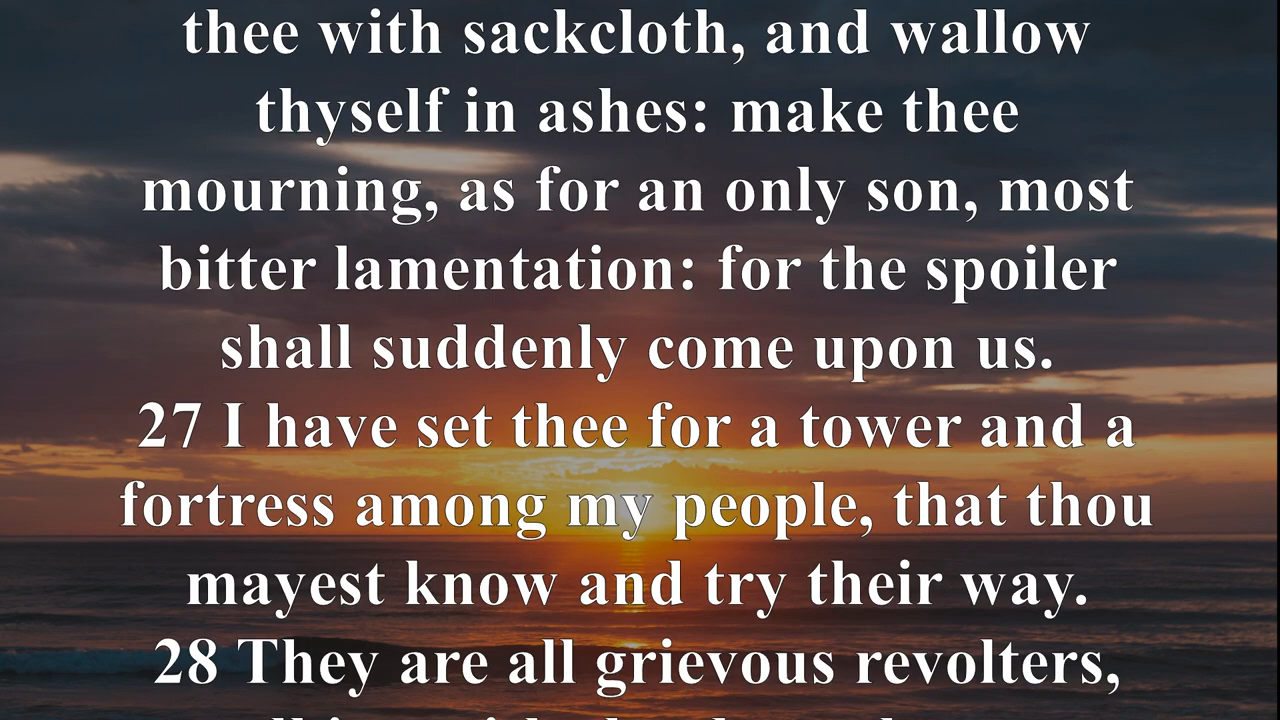 thee with sackcloth, and wallow
thyself in ashes: make thee
mourning, as for an only son, most
bitter lamentation: for the spoiler
shall suddenly come upon us.
27 I have set thee for a tower and a
fortress among my people, that thou
mayest know and try their way.
28 They are all grievous revolters,